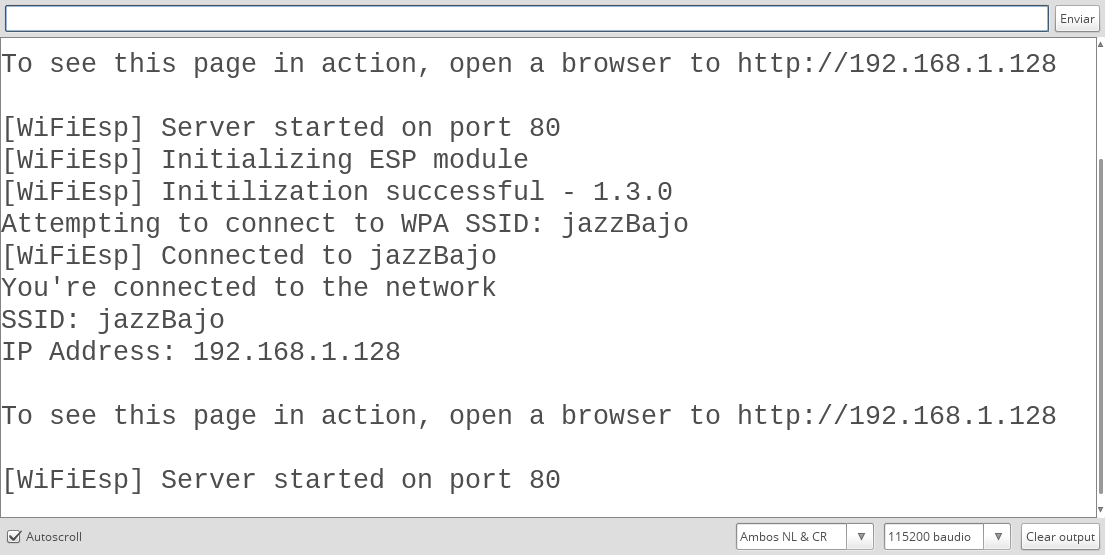 Enviar
To see this page in action, open a browser to http://192.168.1.128
[WiFiEsp] Server started on port 80
[WiFiEsp] Initializing ESP module
[WiFiEsp] Initilization successful - 1.3.0
Attempting to connect to WPA SSID: jazzBajo
[WiFiEsp] Connected to jazzBajo
You're connected to the network
SSID: jazzBajo
IP Address: 192.168.1.128
To see this page in action, open a browser to http://192.168.1.128
[WiFiEsp] Server started on port 80
Autoscroll Ambos NL & CR 115200 baudio Clear output